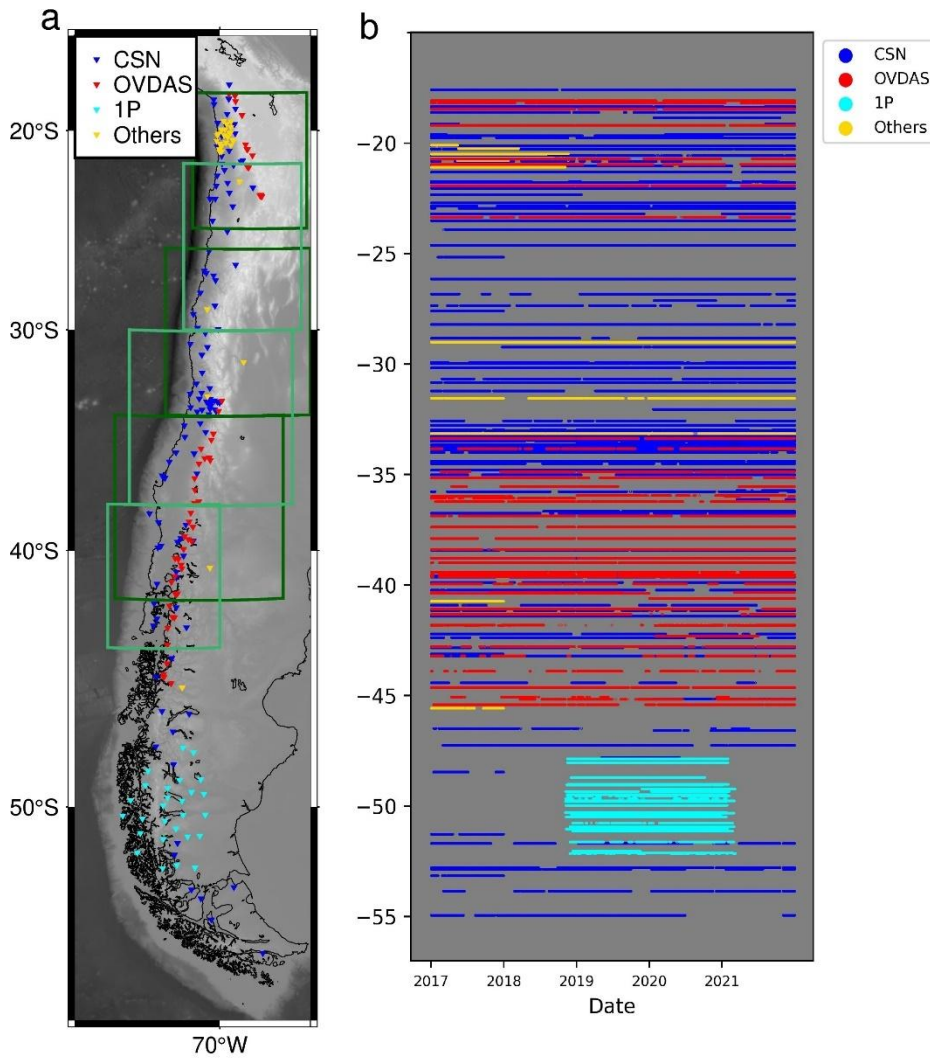 a
CSN
OVDAS
1P
Others
20°S
30°S
40°S
50°S
70°W
b
CSN
OVDAS
1P
Others
-20
-25
-30
-35
-40
-45
-50
-55
2017
2018
2019
2020
2021
Date